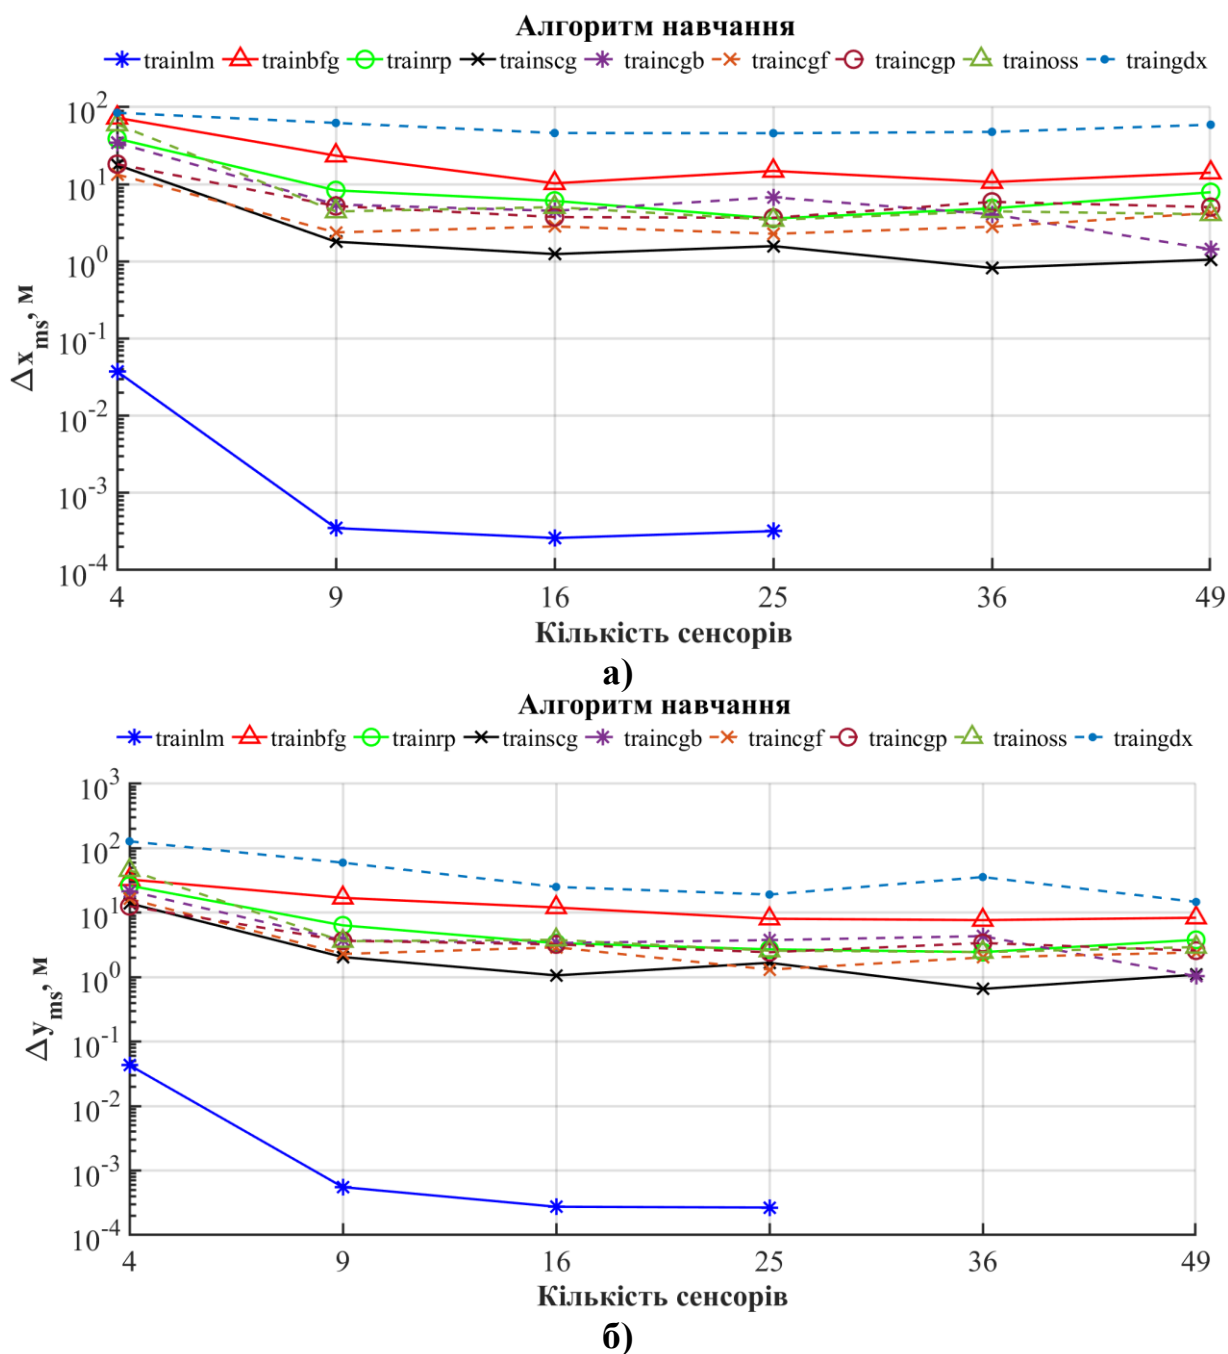 Алгоритм навчання
trainlm trainbfg trainrp trainscg traincgb traincgf traincgp trainoss traingdx
10^2
10^1
10^0
10^-1
10^-2
10^-3
10^-4
Δx_ms, м
4 9 16 25 36 49
Кількість сенсорів
а)
Алгоритм навчання
trainlm trainbfg trainrp trainscg traincgb traincgf traincgp trainoss traingdx
10^3
10^2
10^1
10^0
10^-1
10^-2
10^-3
10^-4
Δy_ms, м
4 9 16 25 36 49
Кількість сенсорів
б)